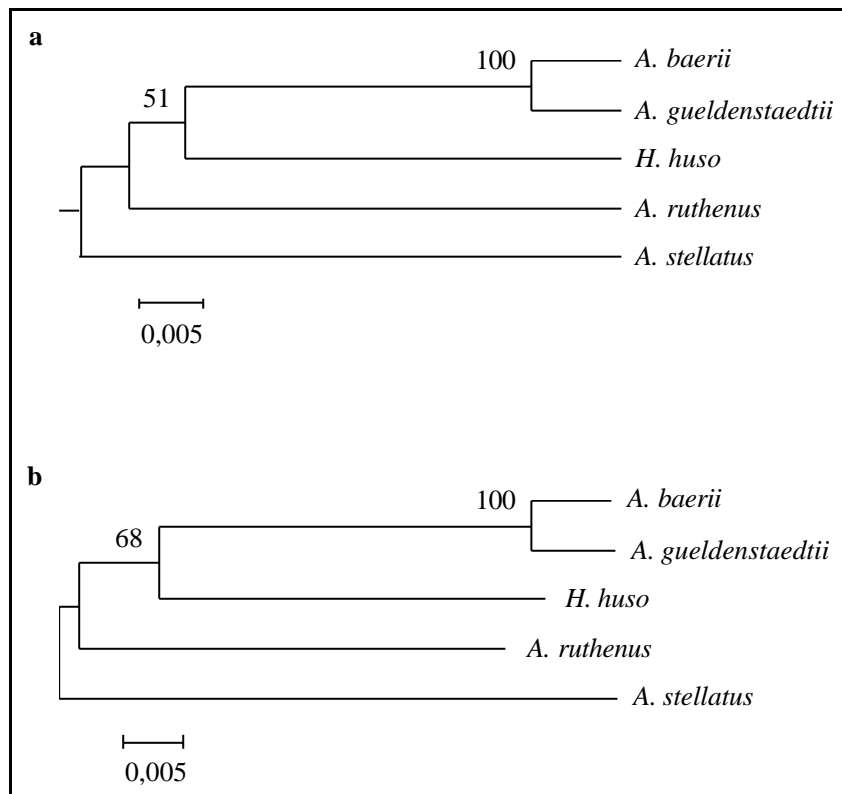 a
100
A. baerii
51
A. gueldenstaedtii
H. huso
A. ruthenus
A. stellatus
0,005
b
100
A. baerii
68
A. gueldenstaedtii
H. huso
A. ruthenus
A. stellatus
0,005